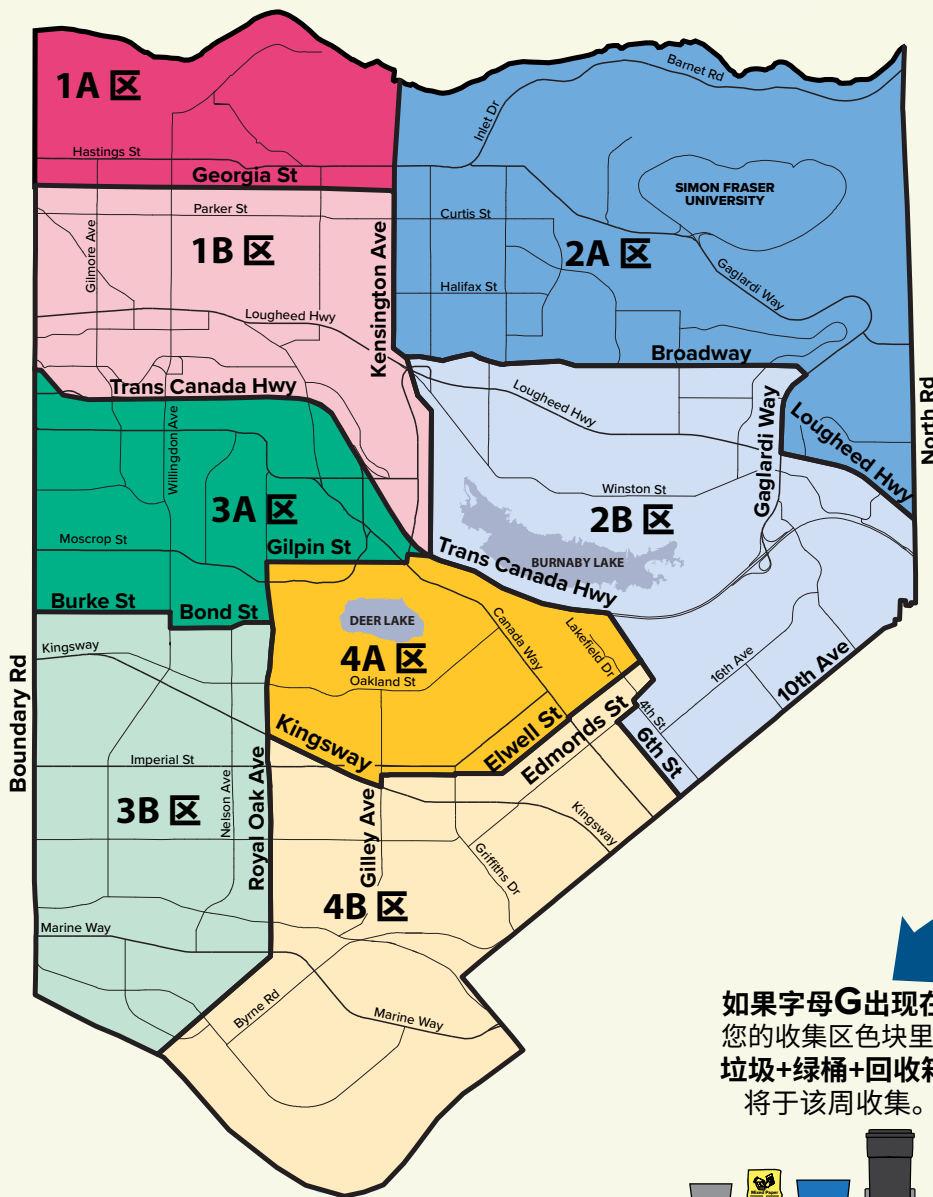 1A 区
Barnet Rd
Inlet Dr
Hastings St
Georgia St
SIMON FRASER
UNIVERSITY
Parker St
Curtis St
Gilmore Ave
1B 区
Kensington Ave
2A 区
Gaglardi Way
Halifax St
Lougheed Hwy
Broadway
Trans Canada Hwy
Lougheed Hwy
Gaglardi Way
Lougheed Hwy
North Rd
Willingdon Ave
3A 区
Winston St
2B 区
Moscrop St
Gilpin St
Trans Canada Hwy
BURNABY LAKE
Burke St
Bond St
DEER LAKE
Canada Way
Lakefield Dr
Kingsway
4A 区
Oakland St
16th Ave
10th Ave
Boundary Rd
Kingsway
Elwell St
Edmonds St
4th St
6th St
Imperial St
Nelson Ave
Royal Oak Ave
3B 区
Gilley Ave
Kingsway
Griffiths Dr
4B 区
Marine Way
Byrne Rd
Marine Way
如果字母G出现在
您的收集区色块里
垃圾+绿桶+回收箱
将于该周收集。
Mixed Paper